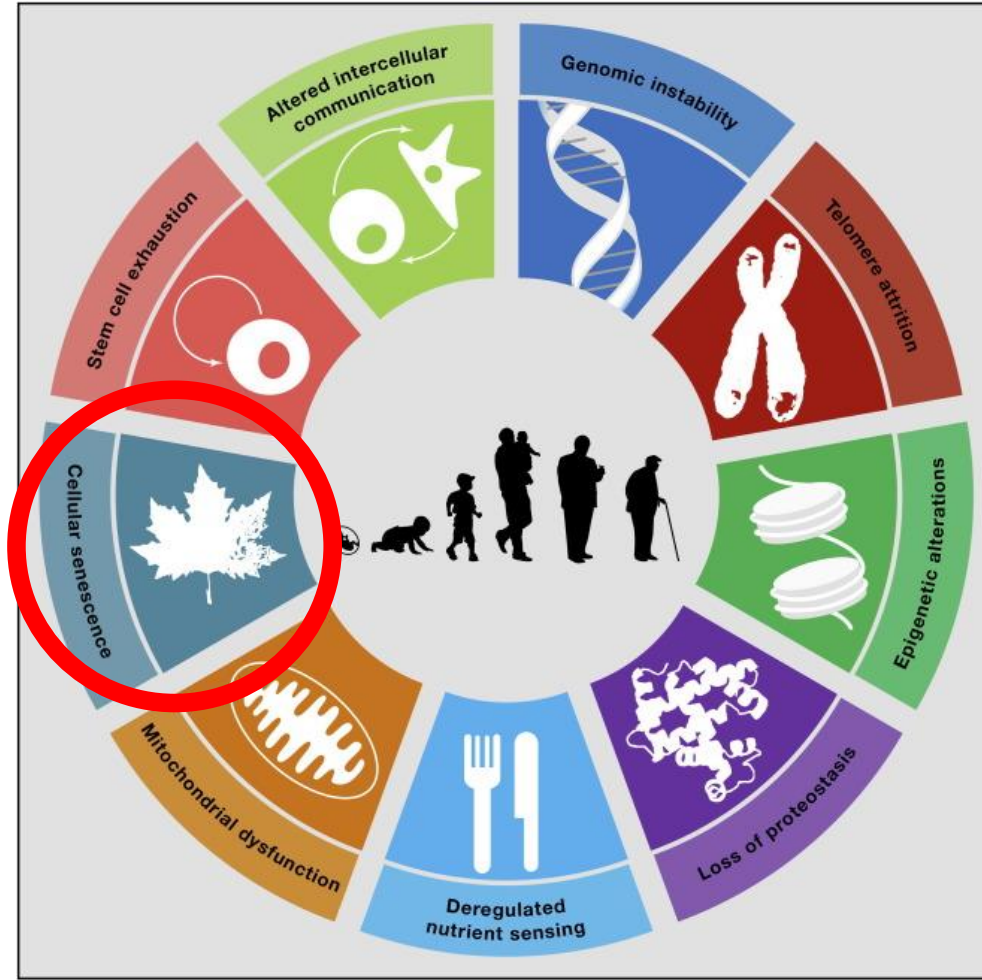 Altered intercellular
communication
Genomic instability
Telomere attrition
Epigenetic alterations
Loss of proteostasis
Deregulated
nutrient sensing
Mitochondrial dysfunction
Cellular senescence
Stem cell exhaustion